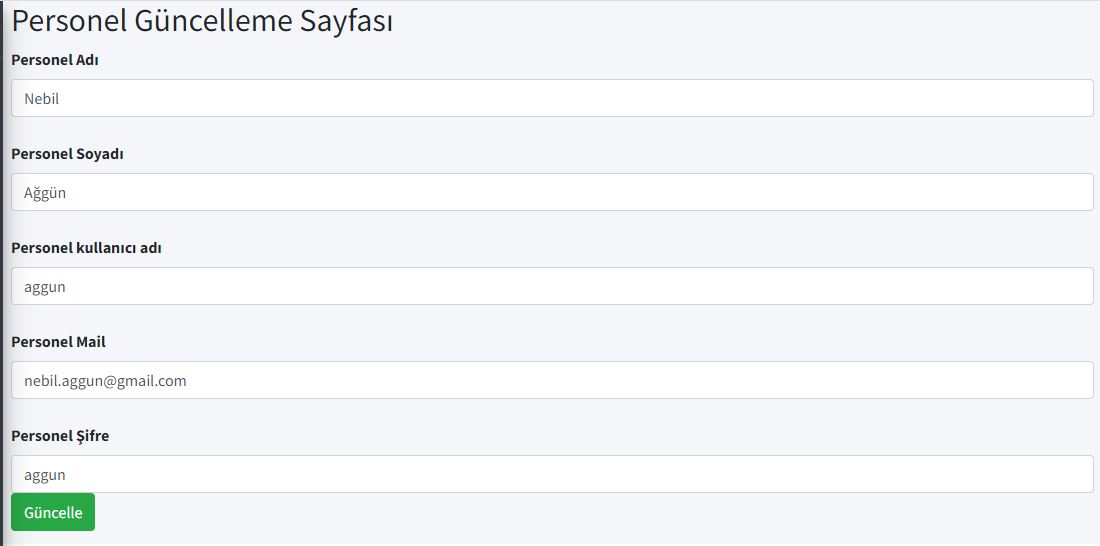 Personel Güncelleme Sayfası
Personel Adı
Nebil
Personel Soyadı
Ağgün
Personel kullanıcı adı
aggun
Personel Mail
nebil.aggun@gmail.com
Personel Şifre
aggun
Güncelle